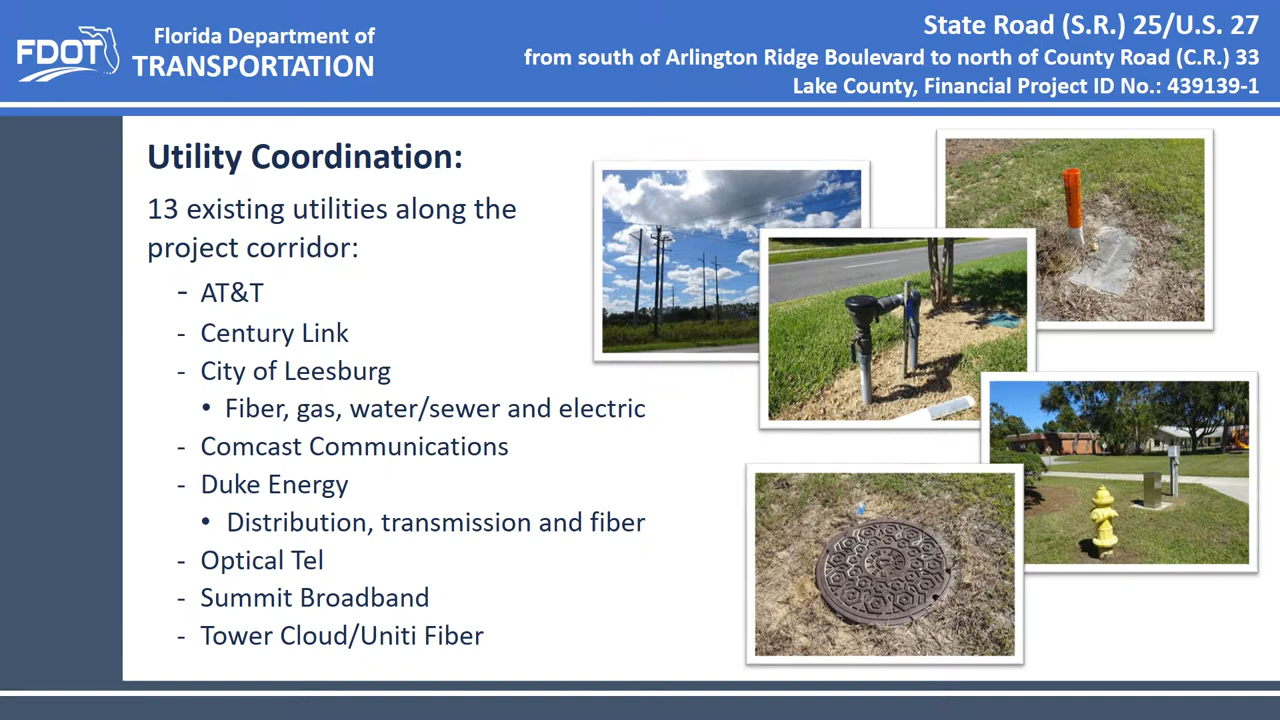 FDOT
Florida Department of
TRANSPORTATION
State Road (S.R.) 25/U.S. 27
from south of Arlington Ridge Boulevard to north of County Road (C.R.) 33
Lake County, Financial Project ID No.: 439139-1
Utility Coordination:
13 existing utilities along the
project corridor:
- AT&T
- Century Link
- City of Leesburg
• Fiber, gas, water/sewer and electric
- Comcast Communications
- Duke Energy
• Distribution, transmission and fiber
- Optical Tel
- Summit Broadband
- Tower Cloud/Uniti Fiber